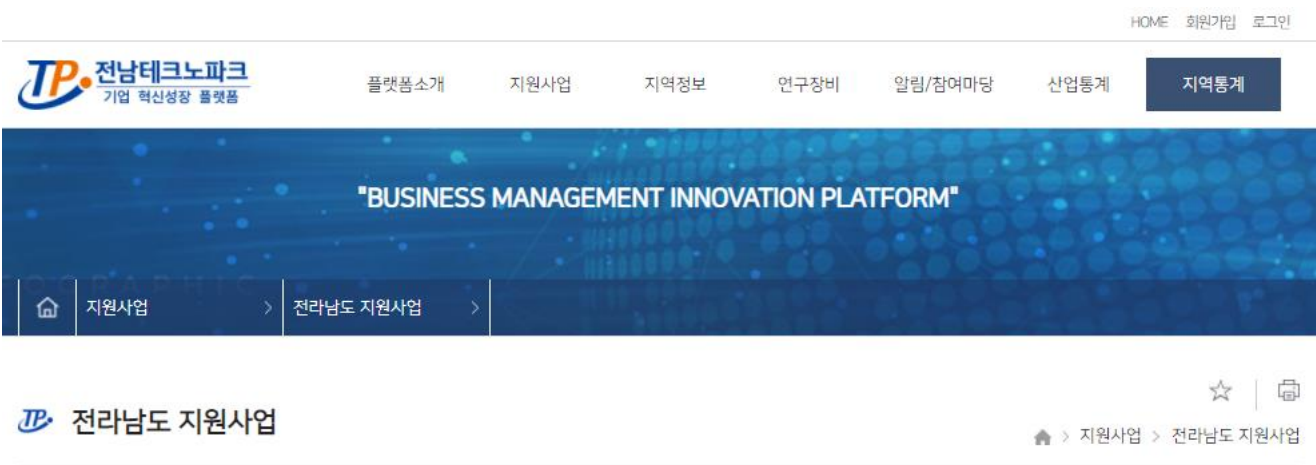 HOME 회원가입 로그인
TP 전남테크노파크
기업 혁신성장 플랫폼
플랫폼소개 지원사업 지역정보 연구장비 알림/참여마당 산업통계 지역통계
"BUSINESS MANAGEMENT INNOVATION PLATFORM"
지원사업 > 전라남도 지원사업 >
TP 전라남도 지원사업
> 지원사업 > 전라남도 지원사업